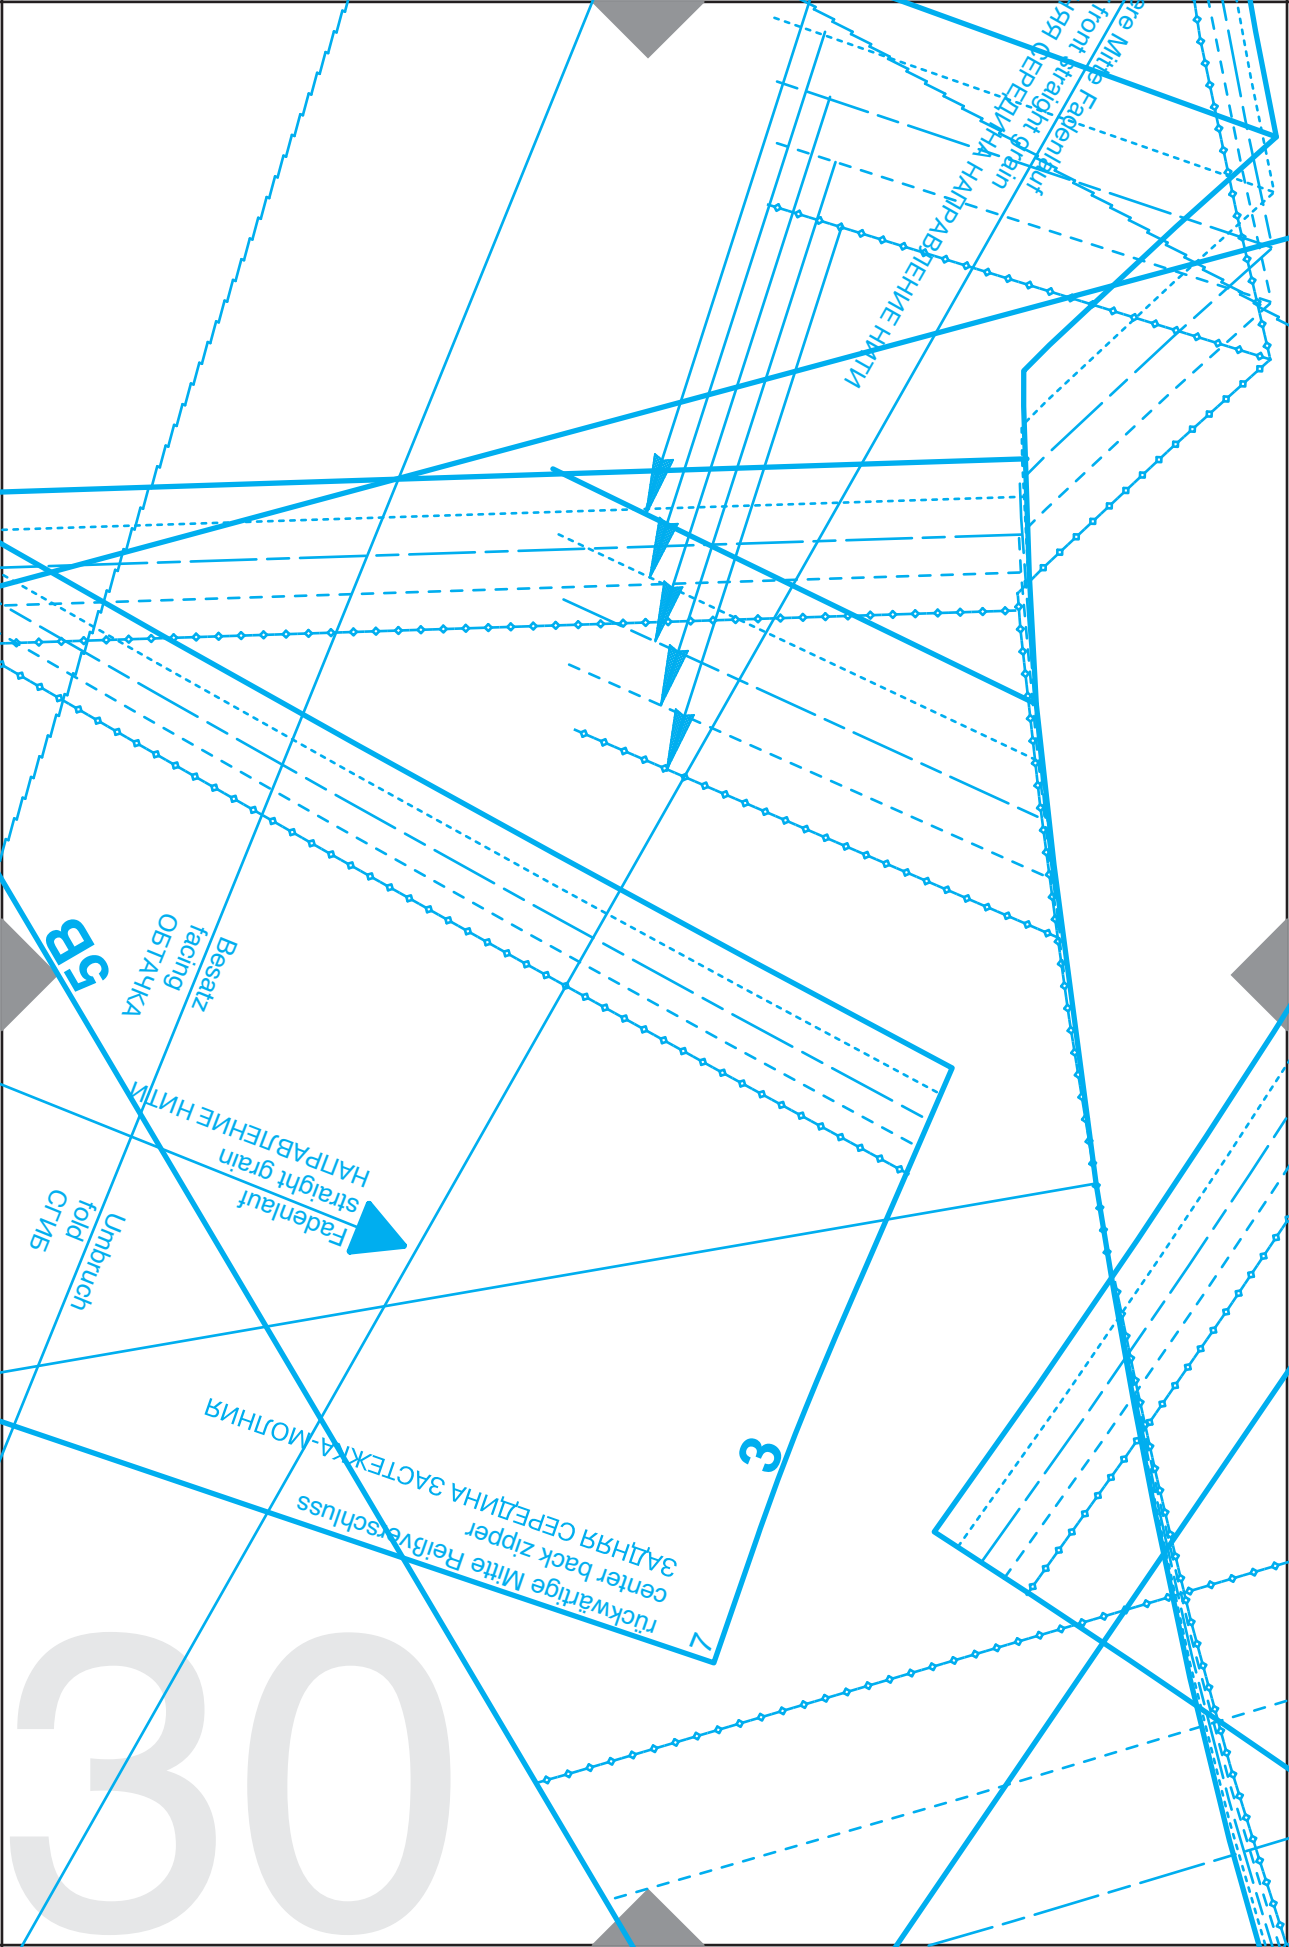 ere Mitte Fadenlauf
front straight grain
НЯЯ СЕРЕДИНА НАПРАВЛЕНИЕ НИТИ
5B
Besatz
facing
ОБТАЧКА
Fadenlauf
straight grain
НАПРАВЛЕНИЕ НИТИ
Umbruch
fold
СГИБ
rückwärtige Mitte Reißverschluss
center back zipper
ЗАДНЯЯ СЕРЕДИНА ЗАСТЕЖКА-МОЛНИЯ
3
7
30